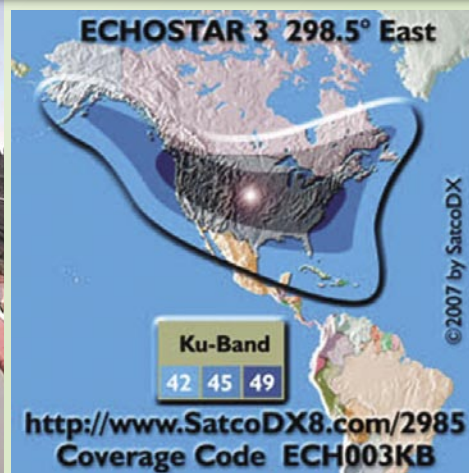 ECHOSTAR 3 298.5° East
©2007 by SatcoDX
Ku-Band
42 45 49
http://www.SatcoDX8.com/2985
Coverage Code ECH003KB